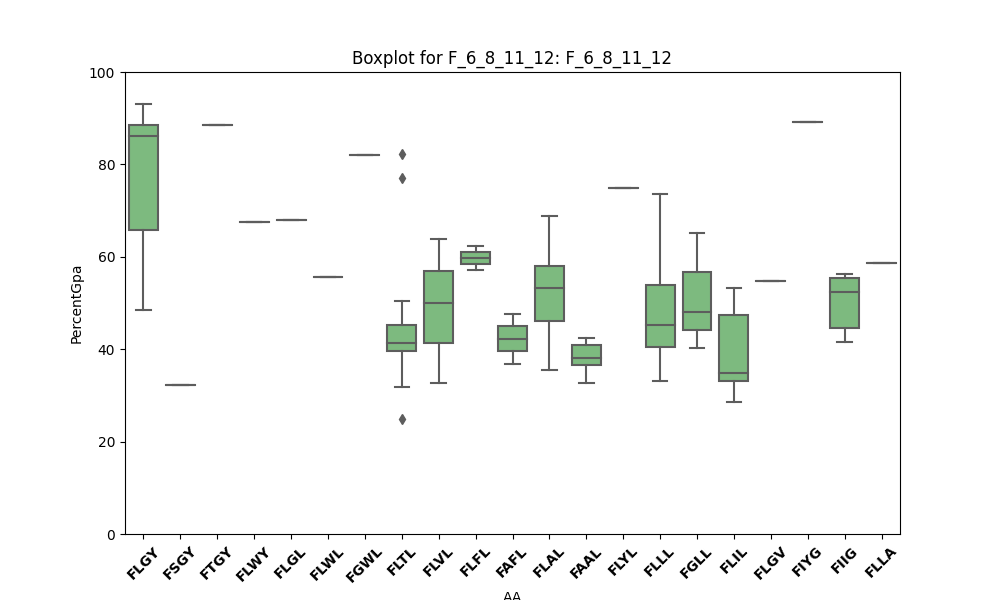 Boxplot for F_6_8_11_12: F_6_8_11_12
PercentGpa
100
80
60
40
20
0
FLGY
FSGY
FTGY
FLWY
FLGL
FLWL
FGWL
FLTL
FLVL
FLFL
FAFL
FLAL
FAAL
FLYL
FLLL
FGLL
FLIL
FLGV
FIYG
FIIG
FLLA
AA